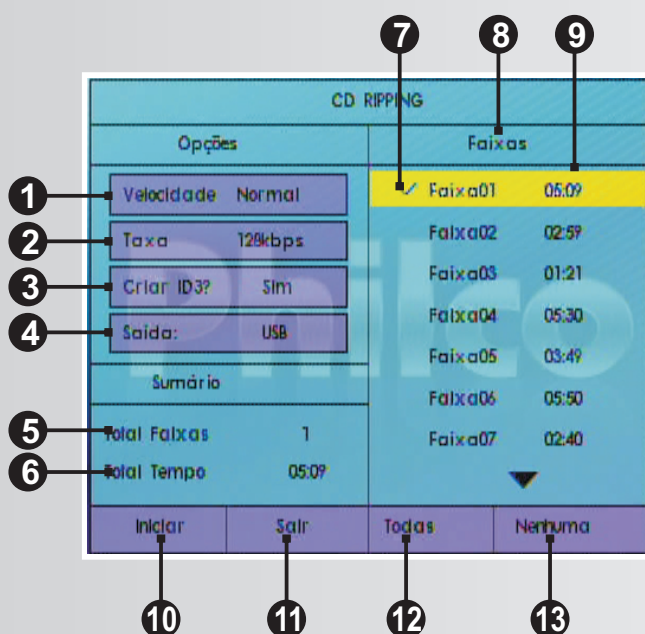 7 8 9
CD RIPPING
Opções
Faixas
1 Velocidade Normal
2 Taxa 128kbps
3 Criar ID3? Sim
4 Saída: USB
Sumário
5 Total Faixas 1
6 Total Tempo 05:09
✓ Faixa01 05:09
Faixa02 02:59
Faixa03 01:21
Faixa04 05:30
Faixa05 03:49
Faixa06 05:50
Faixa07 02:40
Philco
Iniciar Sair Todas Nenhuma
10 11 12 13